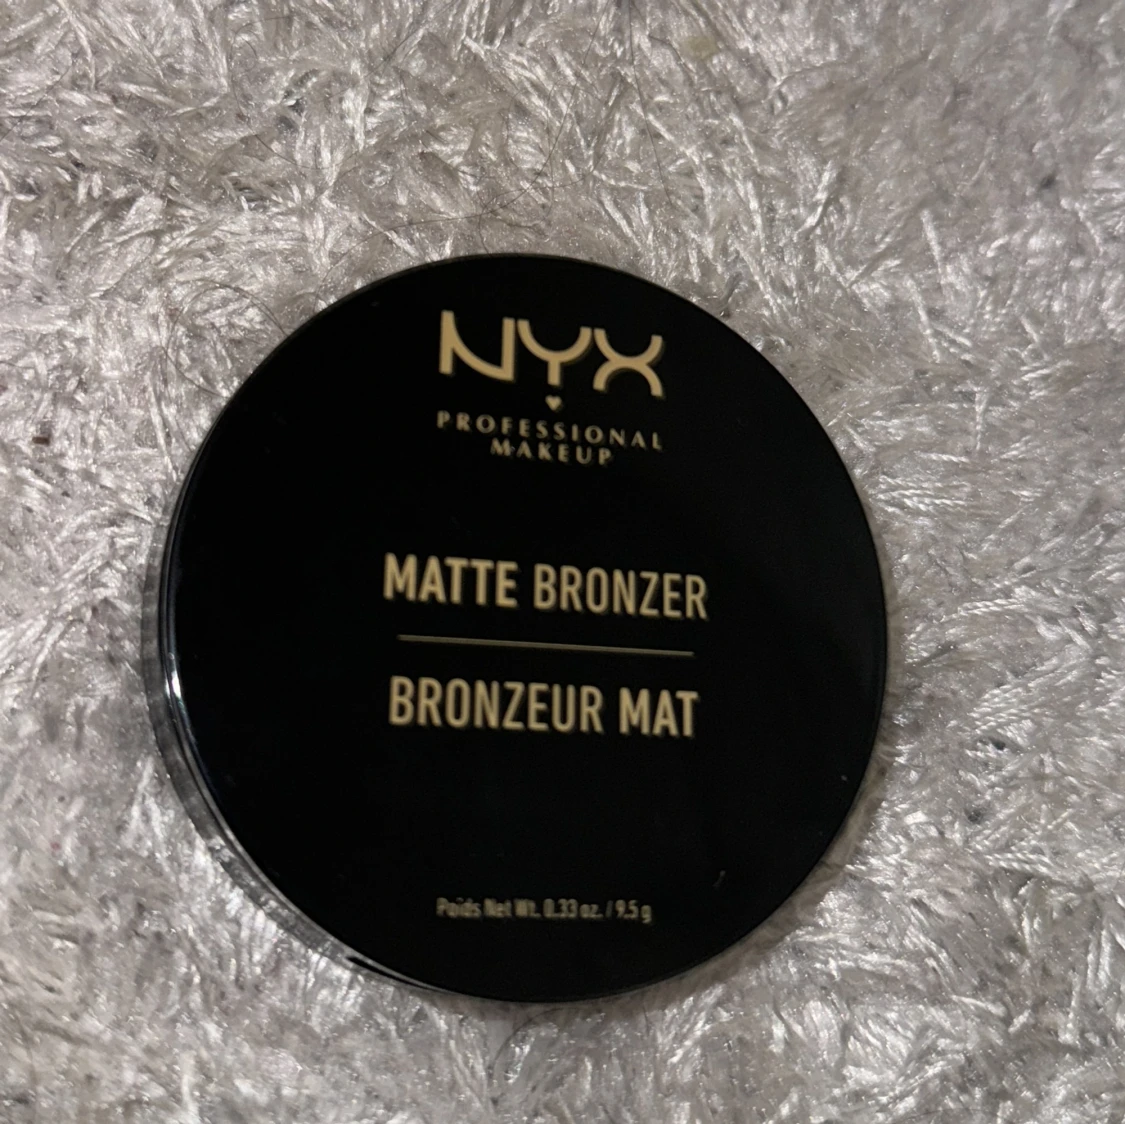 NYX
PROFESSIONAL
MAKEUP
MATTE BRONZER
BRONZEUR MAT
Poids Net Wt. 0.33 oz. / 9.5 g